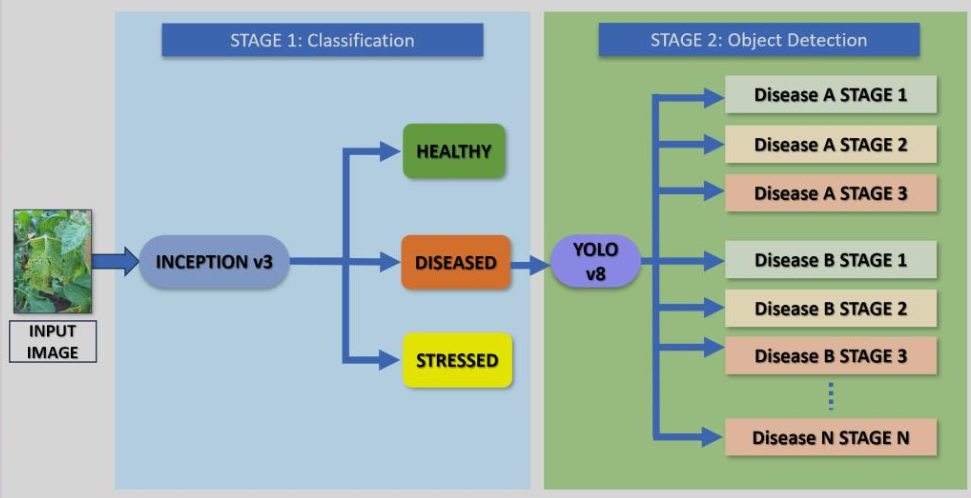 STAGE 1: Classification
STAGE 2: Object Detection
INPUT
IMAGE
INCEPTION v3
HEALTHY
DISEASED
STRESSED
YOLO
v8
Disease A STAGE 1
Disease A STAGE 2
Disease A STAGE 3
Disease B STAGE 1
Disease B STAGE 2
Disease B STAGE 3
Disease N STAGE N